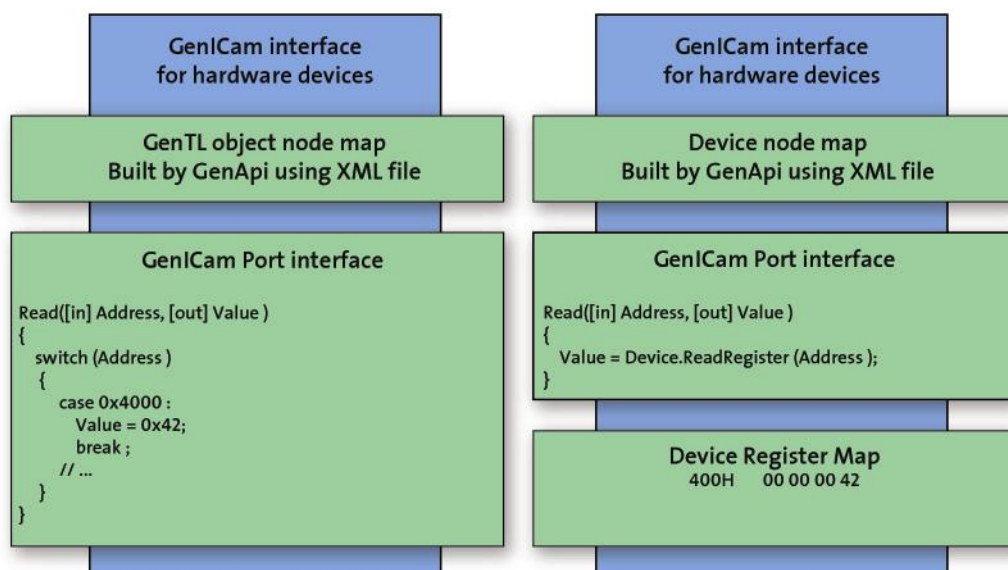 GenICam interface
for hardware devices
GenTL object node map
Built by GenApi using XML file
GenICam Port interface
Read([in] Address, [out] Value )
{
switch (Address )
{
case 0x4000 :
Value = 0x42;
break ;
// ...
}
}
GenICam interface
for hardware devices
Device node map
Built by GenApi using XML file
GenICam Port interface
Read([in] Address, [out] Value )
{
Value = Device.ReadRegister (Address );
}
Device Register Map
400H 00 00 00 42